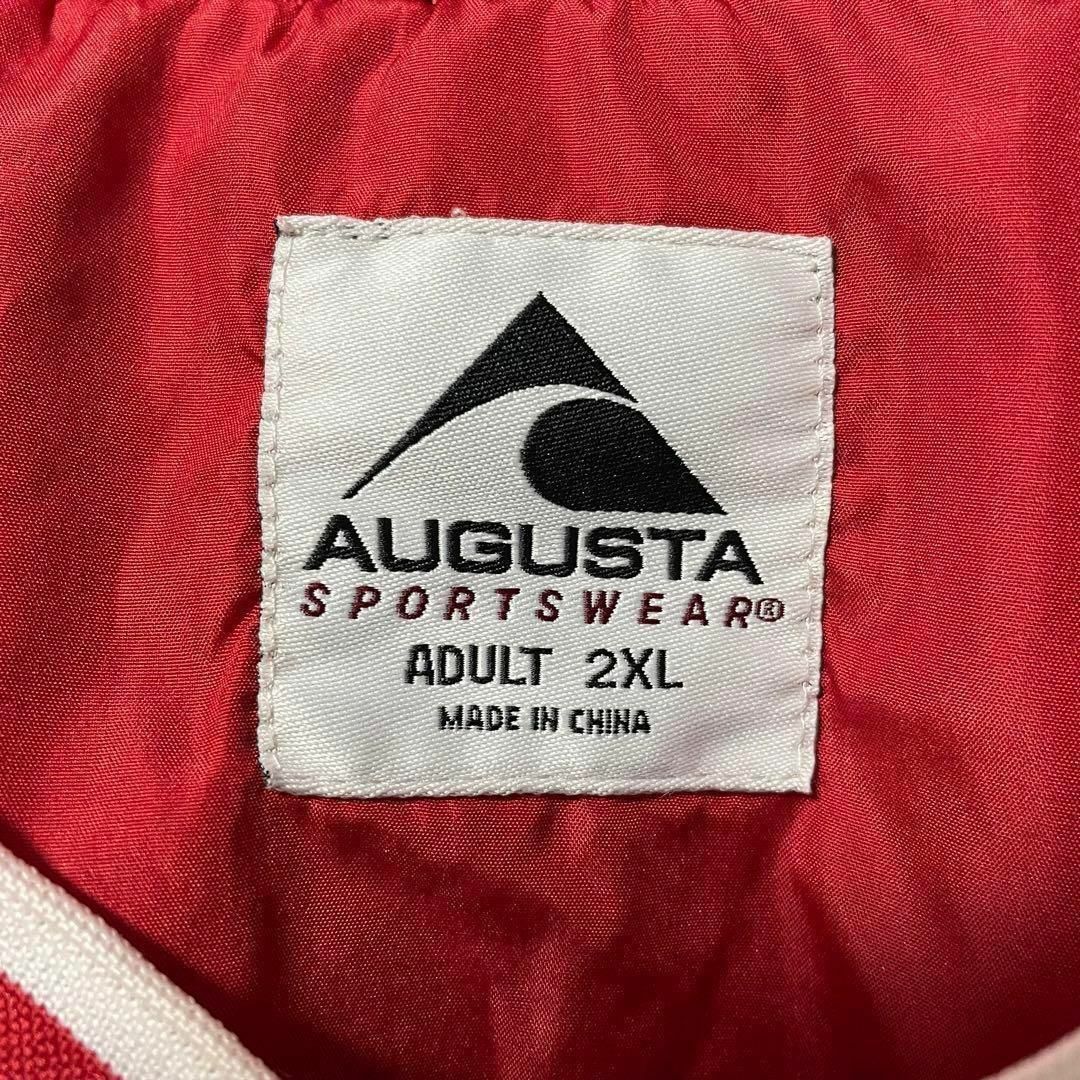 AUGUSTA
SPORTSWEAR®
ADULT 2XL
MADE IN CHINA